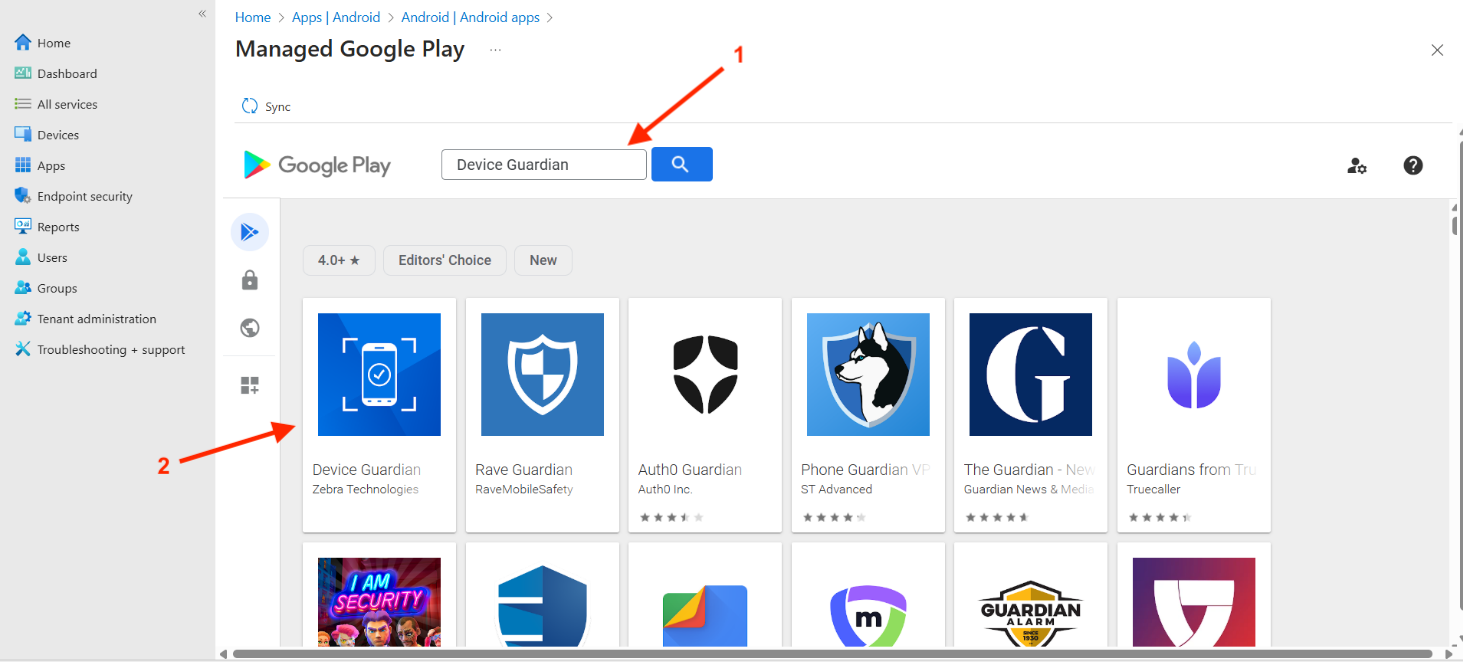 Home > Apps | Android > Android | Android apps >
Managed Google Play ...
1
Home
Dashboard
All services
Devices
Apps
Endpoint security
Reports
Users
Groups
Tenant administration
Troubleshooting + support
Sync
Google Play
Device Guardian
4.0+ ★
Editors' Choice
New
2
Device Guardian
Zebra Technologies
Rave Guardian
RaveMobileSafety
Auth0 Guardian
Auth0 Inc.
Phone Guardian VP
ST Advanced
The Guardian - New
Guardian News & Media
Guardians from Tru
Truecaller
G
I AM
SECURITY
m
GUARDIAN
ALARM
SINCE
1930